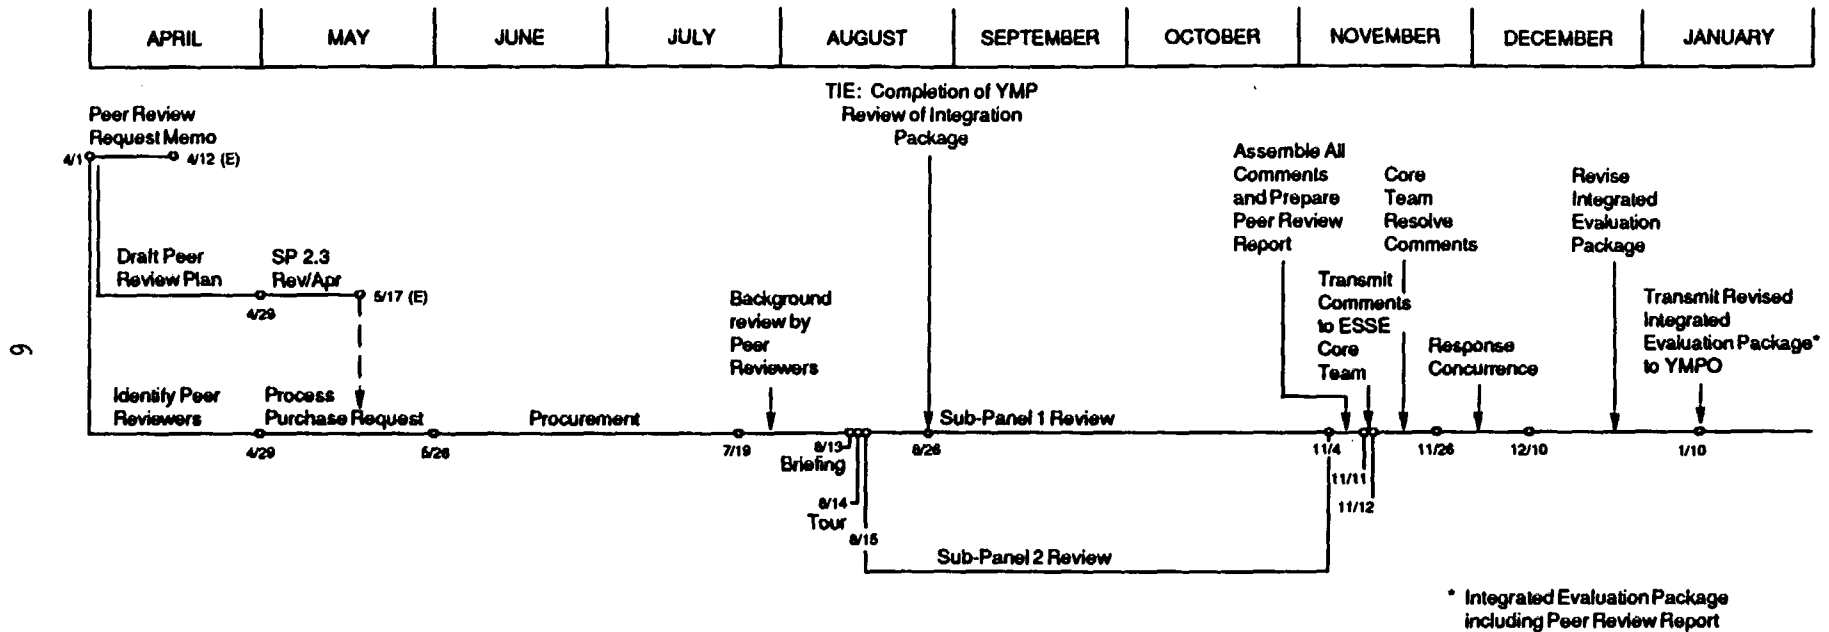 APRIL MAY JUNE JULY AUGUST SEPTEMBER OCTOBER NOVEMBER DECEMBER JANUARY
TIE: Completion of YMP
Review of Integration
Package
Peer Review
Request Memo
4/1
4/12 (E)
Draft Peer
Review Plan
SP 2.3
Rev/Apr
4/29
5/17 (E)
Identify Peer
Reviewers
Process
Purchase Request
Procurement
Background
review by
Peer
Reviewers
Sub-Panel 1 Review
Assemble All
Comments
and Prepare
Peer Review
Report
Transmit
Comments
to ESSE
Core
Team
Core
Team
Resolve
Comments
Response
Concurrence
Revise
Integrated
Evaluation
Package
Transmit Revised
Integrated
Evaluation Package*
to YMPO
4/29
5/28
7/19
8/13
Briefing
8/14
Tour
8/15
8/26
11/4
11/11
11/12
11/26
12/10
1/10
Sub-Panel 2 Review
* Integrated Evaluation Package
including Peer Review Report
9